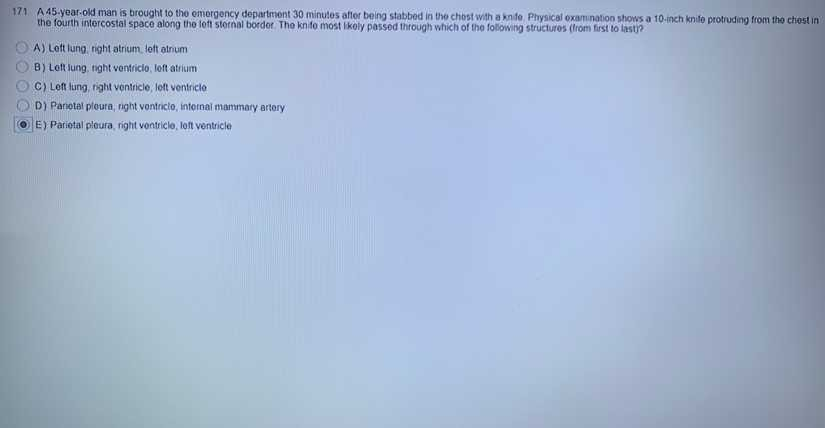 171 A 45-year-old man is brought to the emergency department 30 minutes after being stabbed in the chest with a knife. Physical examination shows a 10-inch knife protruding from the chest in
the fourth intercostal space along the left sternal border. The knife most likely passed through which of the following structures (from first to last)?
A) Left lung, right atrium, left atrium
B) Left lung, right ventricle, left atrium
C) Left lung, right ventricle, left ventricle
D) Parietal pleura, right ventricle, internal mammary artery
E) Parietal pleura, right ventricle, left ventricle